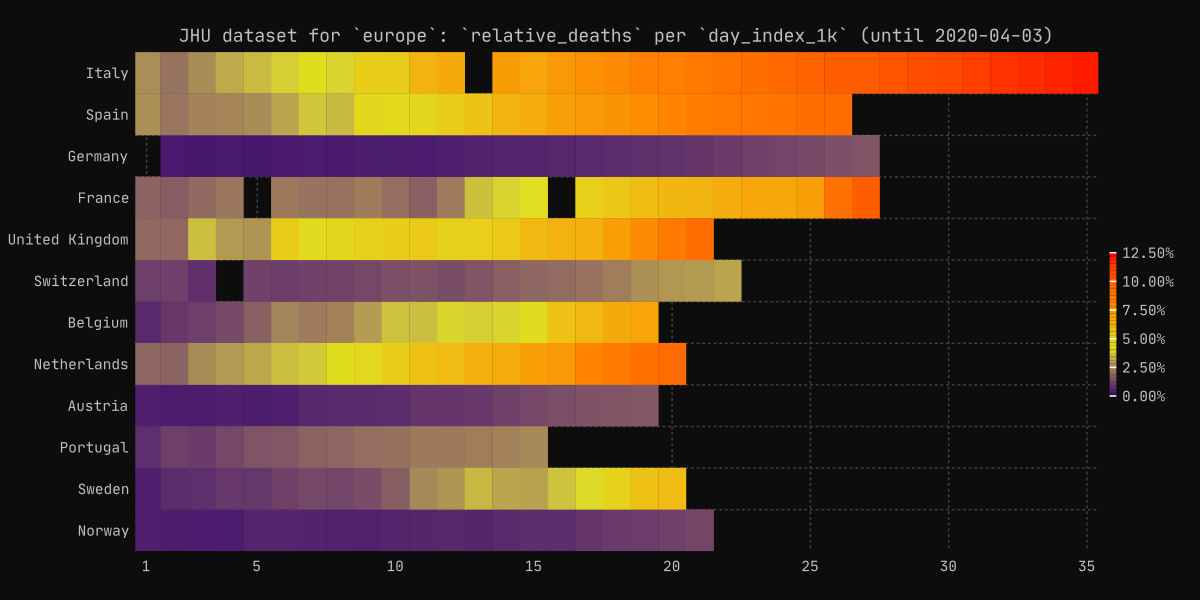 JHU dataset for `europe`: `relative_deaths` per `day_index_1k` (until 2020-04-03)
Italy
Spain
Germany
France
United Kingdom
Switzerland
Belgium
Netherlands
Austria
Portugal
Sweden
Norway
1 5 10 15 20 25 30 35
12.50%
10.00%
7.50%
5.00%
2.50%
0.00%